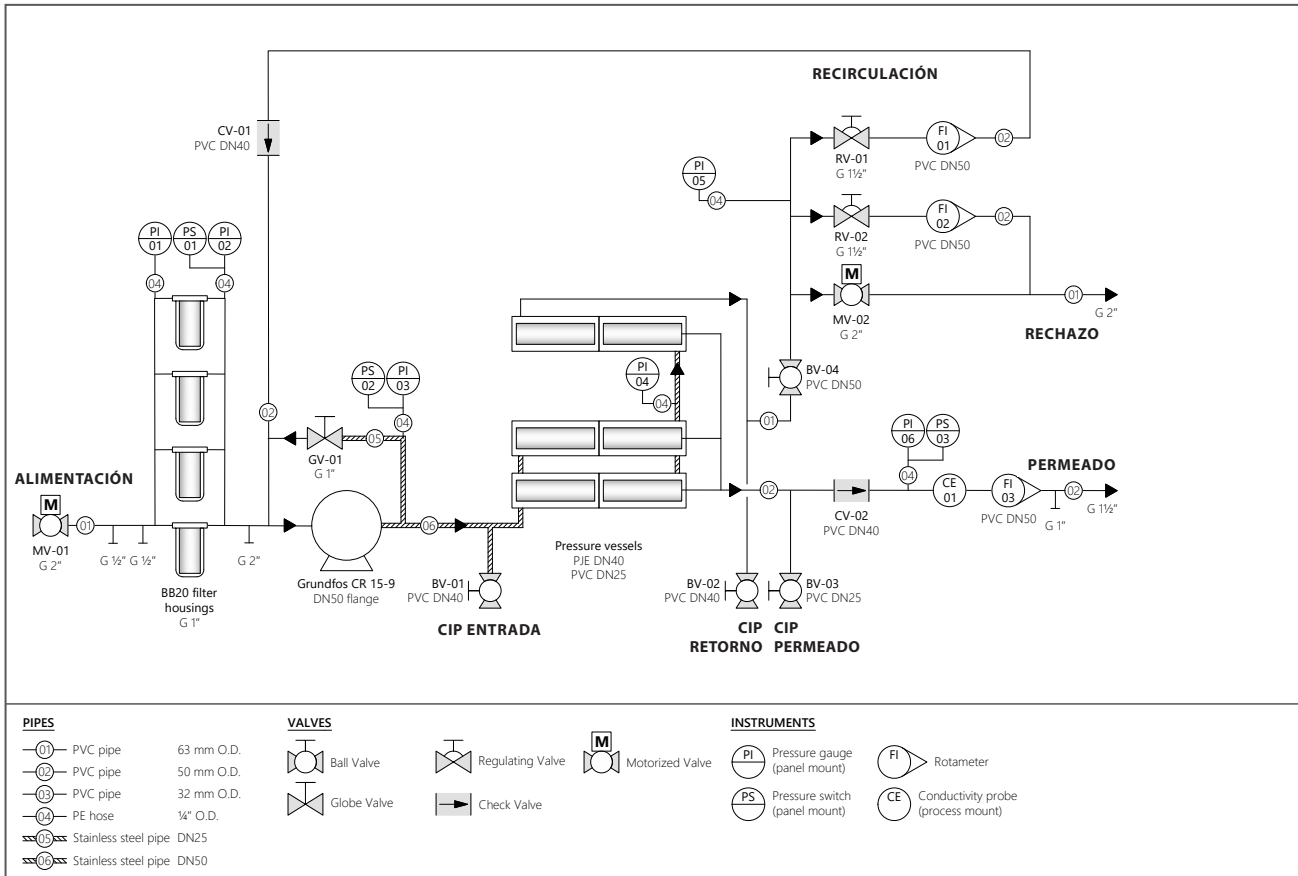 RECIRCULACIÓN
CV-01
PVC DN40
PI
01
PS
01
PI
02
04
04
PI
05
04
RV-01
G 1½"
FI
01
PVC DN50
02
RV-02
G 1½"
FI
02
PVC DN50
02
M
MV-02
G 2"
01
G 2"
RECHAZO
BV-04
PVC DN50
01
02
PS
02
PI
03
04
05
GV-01
G 1"
PI
04
04
ALIMENTACIÓN
M
01
MV-01
G 2"
G ½"
G ½"
BB20 filter
housings
G 1"
G 2"
Grundfos CR 15-9
DN50 flange
06
BV-01
PVC DN40
CIP ENTRADA
Pressure vessels
PJE DN40
PVC DN25
02
BV-02
PVC DN40
CIP
RETORNO
BV-03
PVC DN25
CIP
PERMEADO
CV-02
PVC DN40
PI
06
PS
03
04
CE
01
FI
03
PVC DN50
G 1"
02
G 1½"
PERMEADO
PIPES
01 PVC pipe 63 mm O.D.
02 PVC pipe 50 mm O.D.
03 PVC pipe 32 mm O.D.
04 PE hose ¼" O.D.
05 Stainless steel pipe DN25
06 Stainless steel pipe DN50
VALVES
Ball Valve
Globe Valve
Regulating Valve
Check Valve
M
Motorized Valve
INSTRUMENTS
PI
Pressure gauge
(panel mount)
PS
Pressure switch
(panel mount)
FI
Rotameter
CE
Conductivity probe
(process mount)